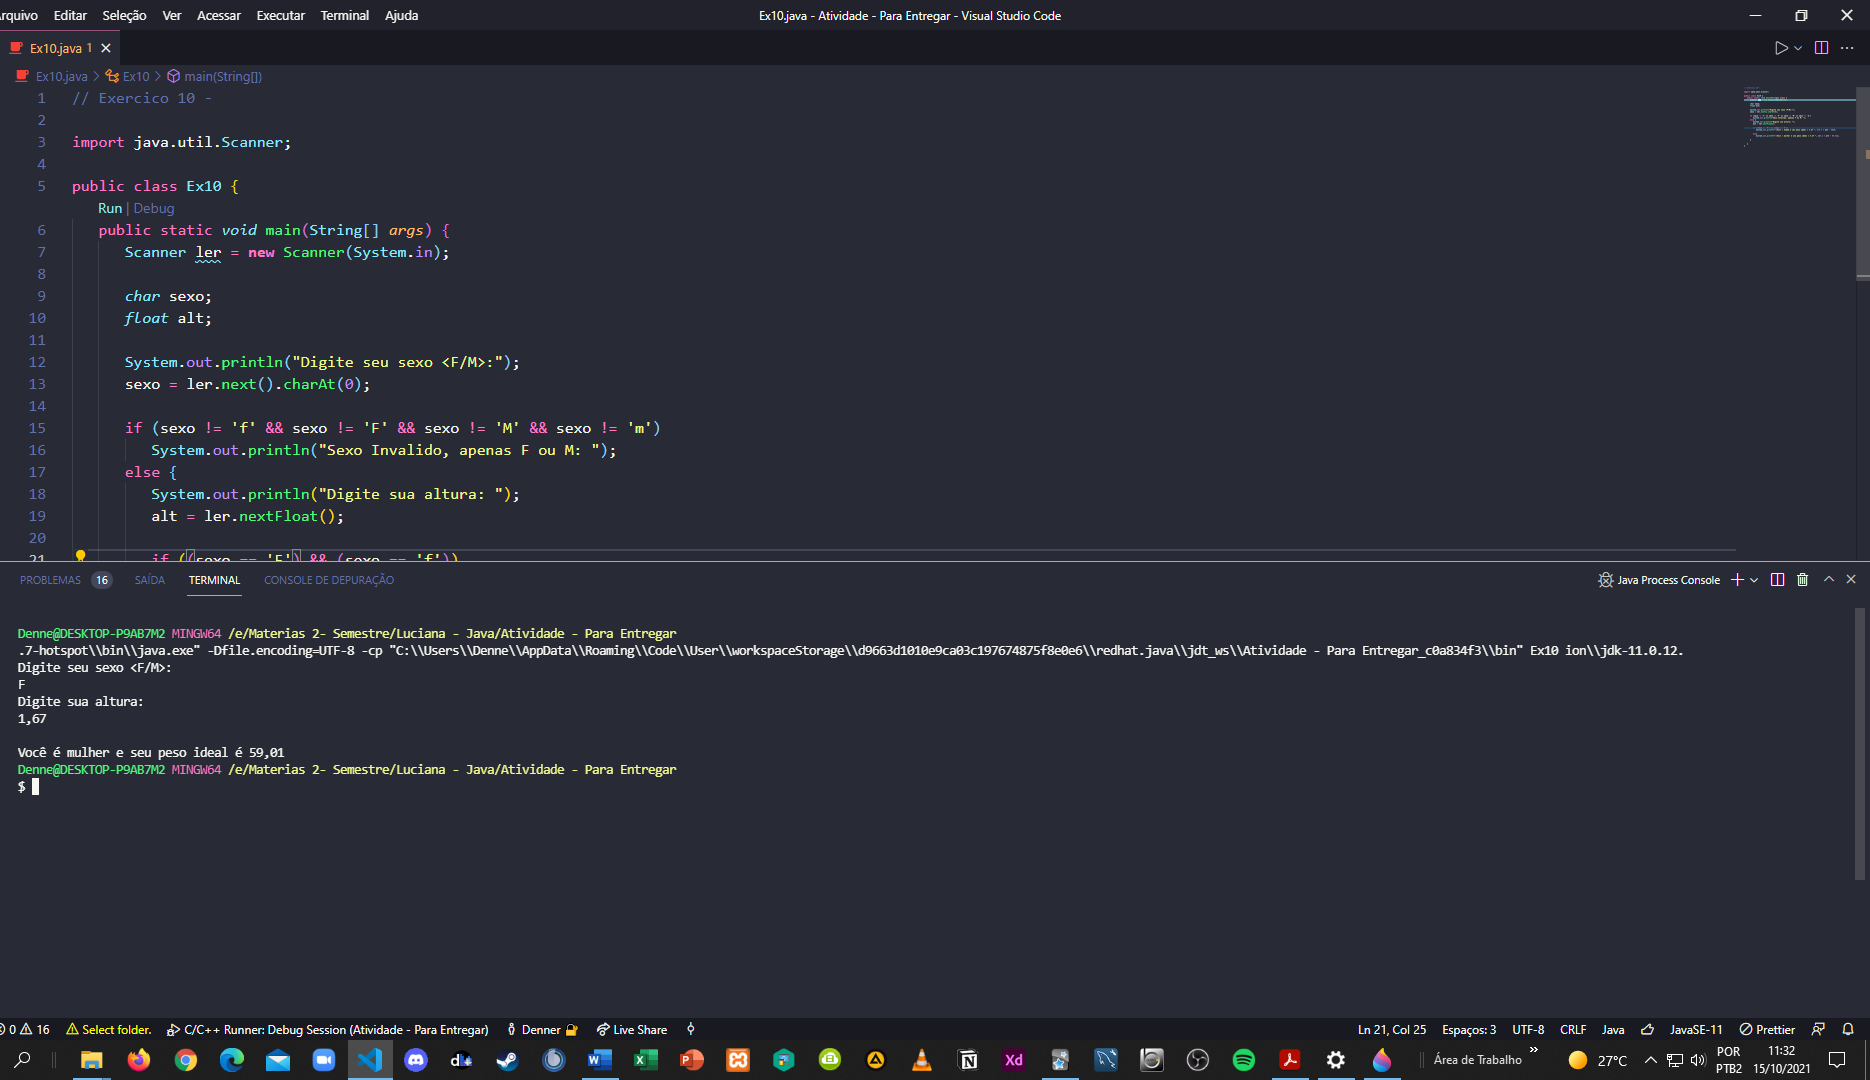 rquivo Editar Seleção Ver Acessar Executar Terminal Ajuda Ex10.java - Atividade - Para Entregar - Visual Studio Code
Ex10.java 1
Ex10.java > Ex10 > main(String[])
1 // Exercico 10 -
2
3 import java.util.Scanner;
4
5 public class Ex10 {
Run | Debug
6 public static void main(String[] args) {
7 Scanner ler = new Scanner(System.in);
8
9 char sexo;
10 float alt;
11
12 System.out.println("Digite seu sexo <F/M>:");
13 sexo = ler.next().charAt(0);
14
15 if (sexo != 'f' && sexo != 'F' && sexo != 'M' && sexo != 'm')
16 System.out.println("Sexo Invalido, apenas F ou M: ");
17 else {
18 System.out.println("Digite sua altura: ");
19 alt = ler.nextFloat();
20
21 if ((sexo == 'F') && (sexo == 'f'))
PROBLEMAS 16 SAÍDA TERMINAL CONSOLE DE DEPURAÇÃO Java Process Console
Denne@DESKTOP-P9AB7M2 MINGW64 /e/Materias 2- Semestre/Luciana - Java/Atividade - Para Entregar
.7-hotspot\\bin\\java.exe" -Dfile.encoding=UTF-8 -cp "C:\\Users\\Denne\\AppData\\Roaming\\Code\\User\\workspaceStorage\\d9663d1010e9ca03c197674875f8e0e6\\redhat.java\\jdt_ws\\Atividade - Para Entregar_c0a834f3\\bin" Ex10 ion\\jdk-11.0.12.
Digite seu sexo <F/M>:
F
Digite sua altura:
1,67
Você é mulher e seu peso ideal é 59,01
Denne@DESKTOP-P9AB7M2 MINGW64 /e/Materias 2- Semestre/Luciana - Java/Atividade - Para Entregar
$
0 16 Select folder. C/C++ Runner: Debug Session (Atividade - Para Entregar) Denner Live Share Ln 21, Col 25 Espaços: 3 UTF-8 CRLF Java JavaSE-11 Prettier
Área de Trabalho 27°C POR 11:32
PTB2 15/10/2021